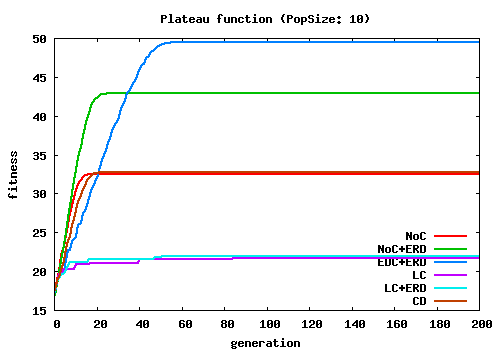 Plateau function (PopSize: 10)
fitness
50
45
40
35
30
25
20
15
NoC
NoC+ERD
EDC+ERD
LC
LC+ERD
CD
0 20 40 60 80 100 120 140 160 180 200
generation